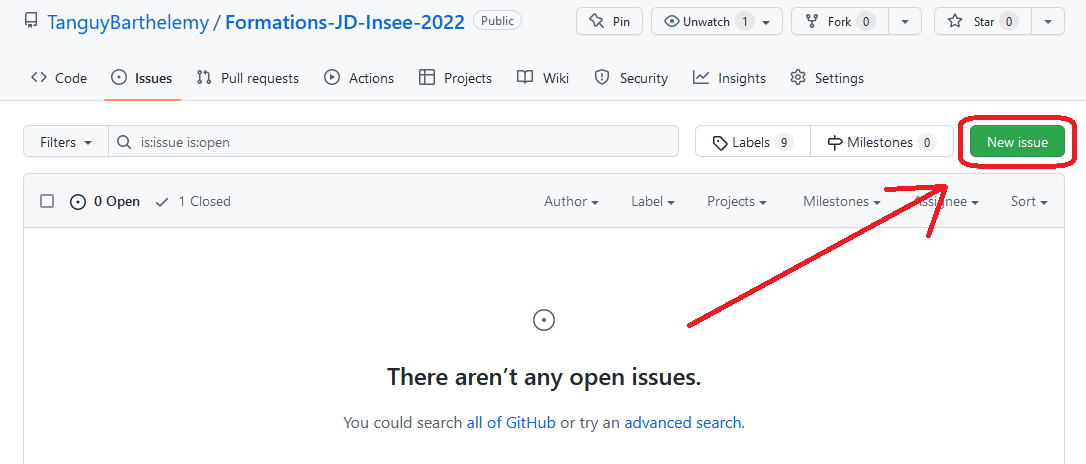 TanguyBarthelemy / Formations-JD-Insee-2022 Public Pin Unwatch 1 Fork 0 Star 0
Code Issues Pull requests Actions Projects Wiki Security Insights Settings
Filters is:issue is:open Labels 9 Milestones 0 New issue
0 Open 1 Closed Author Label Projects Milestones Assignee Sort
There aren’t any open issues.
You could search all of GitHub or try an advanced search.